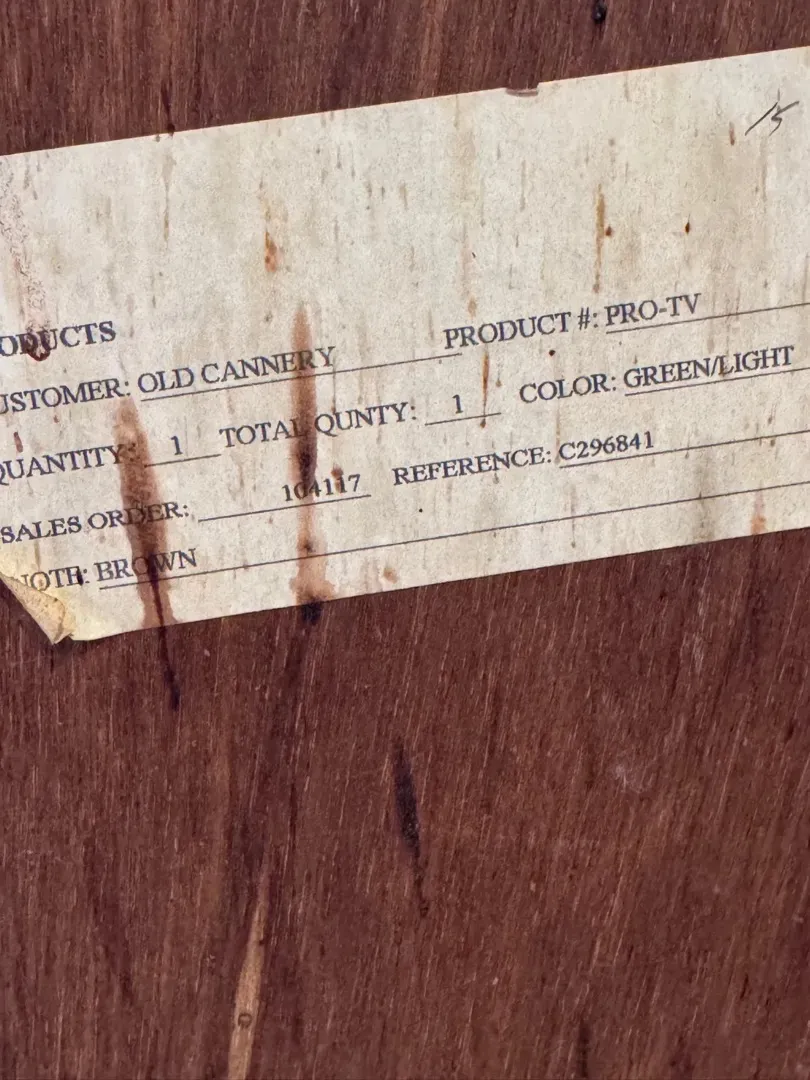 15
ODUCTS PRODUCT #: PRO-TV
USTOMER: OLD CANNERY COLOR: GREEN/LIGHT
QUANTITY: 1 TOTAL QUNTY: 1
SALES ORDER: 104117 REFERENCE: C296841
NOTE: BROWN